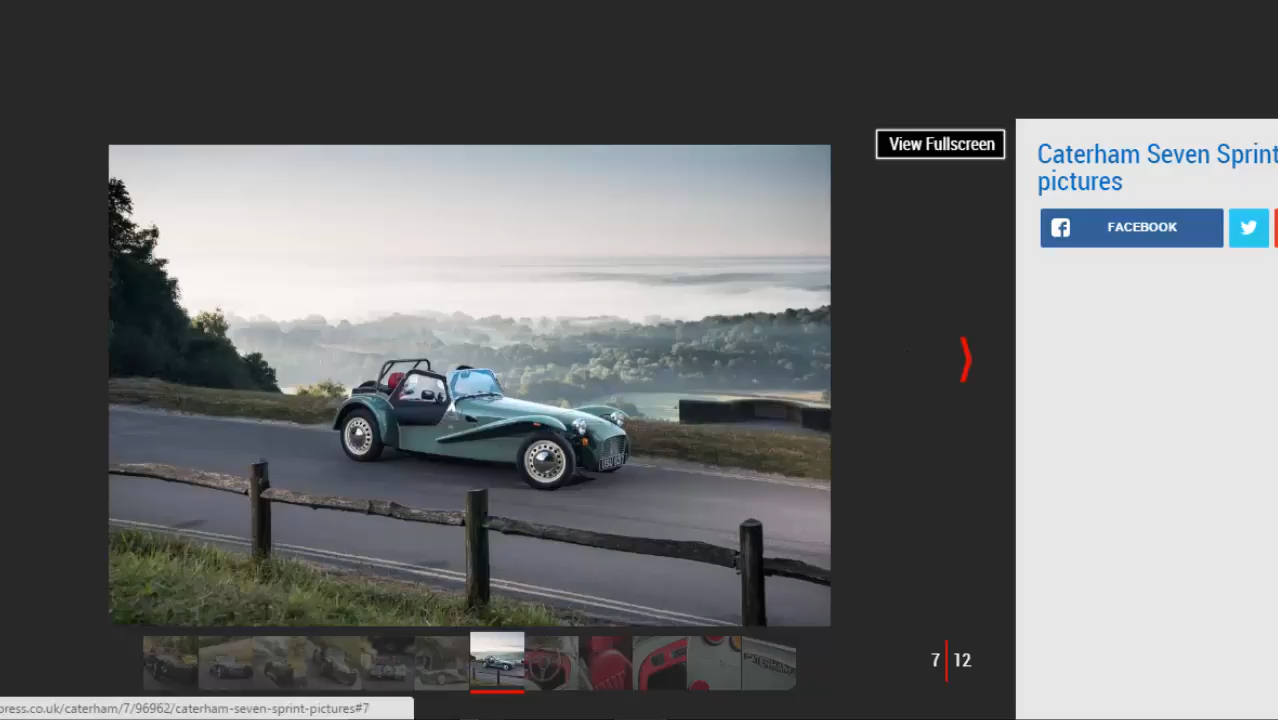 View Fullscreen
Caterham Seven Sprint
pictures
FACEBOOK
7 12
press.co.uk/caterham/7/96962/caterham-seven-sprint-pictures#7